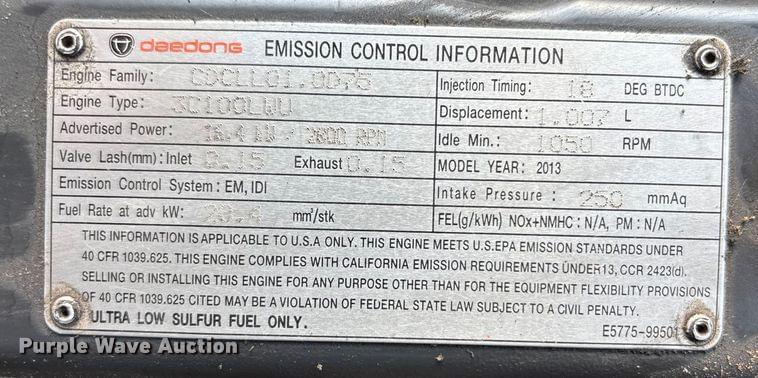 daedong EMISSION CONTROL INFORMATION
Engine Family: CDCLL01.0D76
Engine Type: 3C100LWU
Advertised Power: 16.4 kW / 2600 RPM
Valve Lash(mm): Inlet 0.15 Exhaust 0.15
Emission Control System : EM, IDI
Fuel Rate at adv kW: mm³/stk
Injection Timing: 18 DEG BTDC
Displacement: 1.007 L
Idle Min.: 1050 RPM
MODEL YEAR: 2013
Intake Pressure : 250 mmAq
FEL(g/kWh) NOx+NMHC : N/A, PM : N/A
THIS INFORMATION IS APPLICABLE TO U.S.A ONLY. THIS ENGINE MEETS U.S.EPA EMISSION STANDARDS UNDER
40 CFR 1039.625. THIS ENGINE COMPLIES WITH CALIFORNIA EMISSION REQUIREMENTS UNDER13, CCR 2423(d).
SELLING OR INSTALLING THIS ENGINE FOR ANY PURPOSE OTHER THAN FOR THE EQUIPMENT FLEXIBILITY PROVISIONS
OF 40 CFR 1039.625 CITED MAY BE A VIOLATION OF FEDERAL STATE LAW SUBJECT TO A CIVIL PENALTY.
ULTRA LOW SULFUR FUEL ONLY.
E5775-99501
Purple Wave Auction